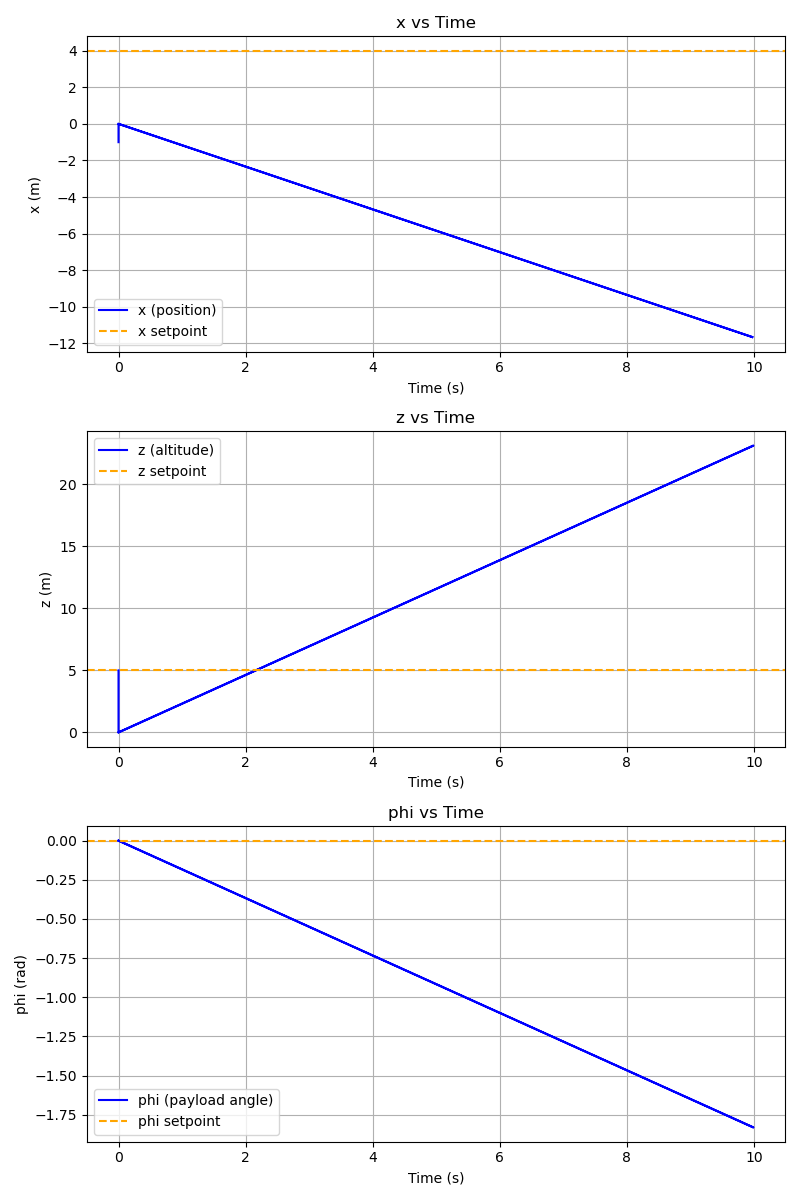 x vs Time
4
2
0
−2
−4
−6
−8
−10
−12
x (m)
x (position)
x setpoint
0 2 4 6 8 10
Time (s)
z vs Time
z (altitude)
z setpoint
20
15
10
5
0
z (m)
0 2 4 6 8 10
Time (s)
phi vs Time
0.00
−0.25
−0.50
−0.75
−1.00
−1.25
−1.50
−1.75
phi (rad)
phi (payload angle)
phi setpoint
0 2 4 6 8 10
Time (s)